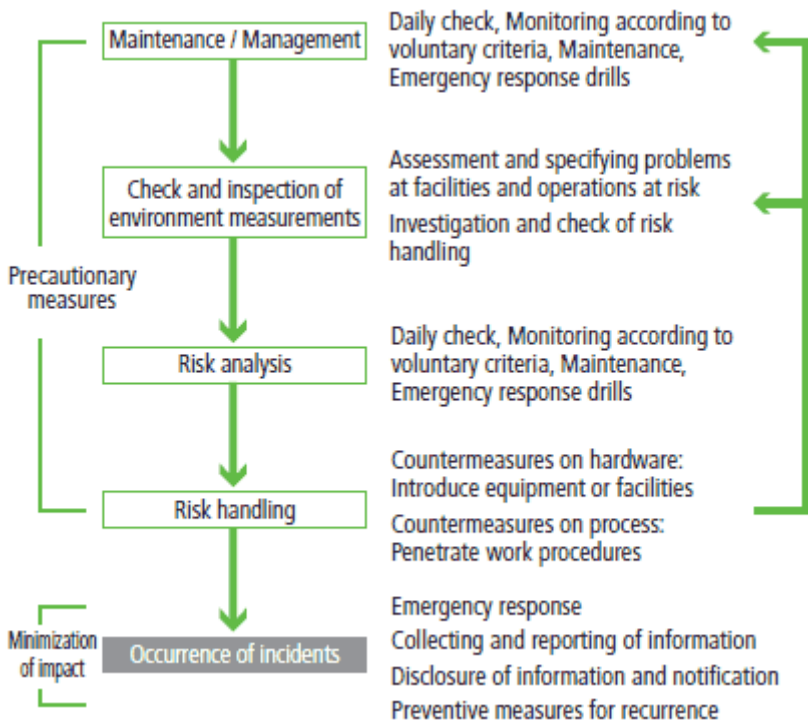 Maintenance / Management
Daily check, Monitoring according to
voluntary criteria, Maintenance,
Emergency response drills
Check and inspection of
environment measurements
Assessment and specifying problems
at facilities and operations at risk
Investigation and check of risk
handling
Precautionary
measures
Risk analysis
Daily check, Monitoring according to
voluntary criteria, Maintenance,
Emergency response drills
Risk handling
Countermeasures on hardware:
Introduce equipment or facilities
Countermeasures on process:
Penetrate work procedures
Minimization
of impact
Occurrence of incidents
Emergency response
Collecting and reporting of information
Disclosure of information and notification
Preventive measures for recurrence